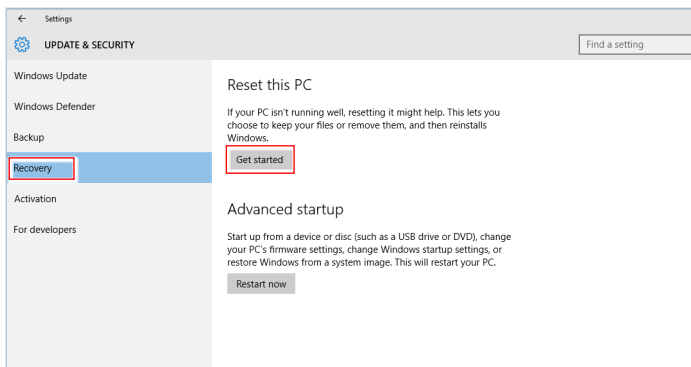 ← Settings
UPDATE & SECURITY
Find a setting
Windows Update
Windows Defender
Backup
Recovery
Activation
For developers
Reset this PC
If your PC isn't running well, resetting it might help. This lets you
choose to keep your files or remove them, and then reinstalls
Windows.
Get started
Advanced startup
Start up from a device or disc (such as a USB drive or DVD), change
your PC's firmware settings, change Windows startup settings, or
restore Windows from a system image. This will restart your PC.
Restart now